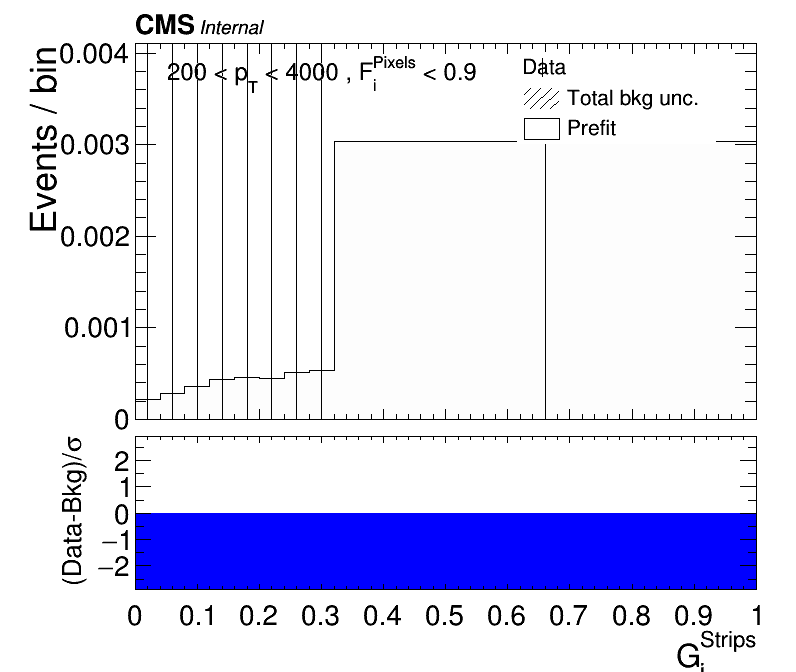 CMS Internal
Events / bin
0.004
0.003
0.002
0.001
0
200 < p_T < 4000 , F_i^Pixels < 0.9
Data
Total bkg unc.
Prefit
(Data-Bkg)/σ
2
1
0
−1
−2
0 0.1 0.2 0.3 0.4 0.5 0.6 0.7 0.8 0.9 1
G_i^Strips